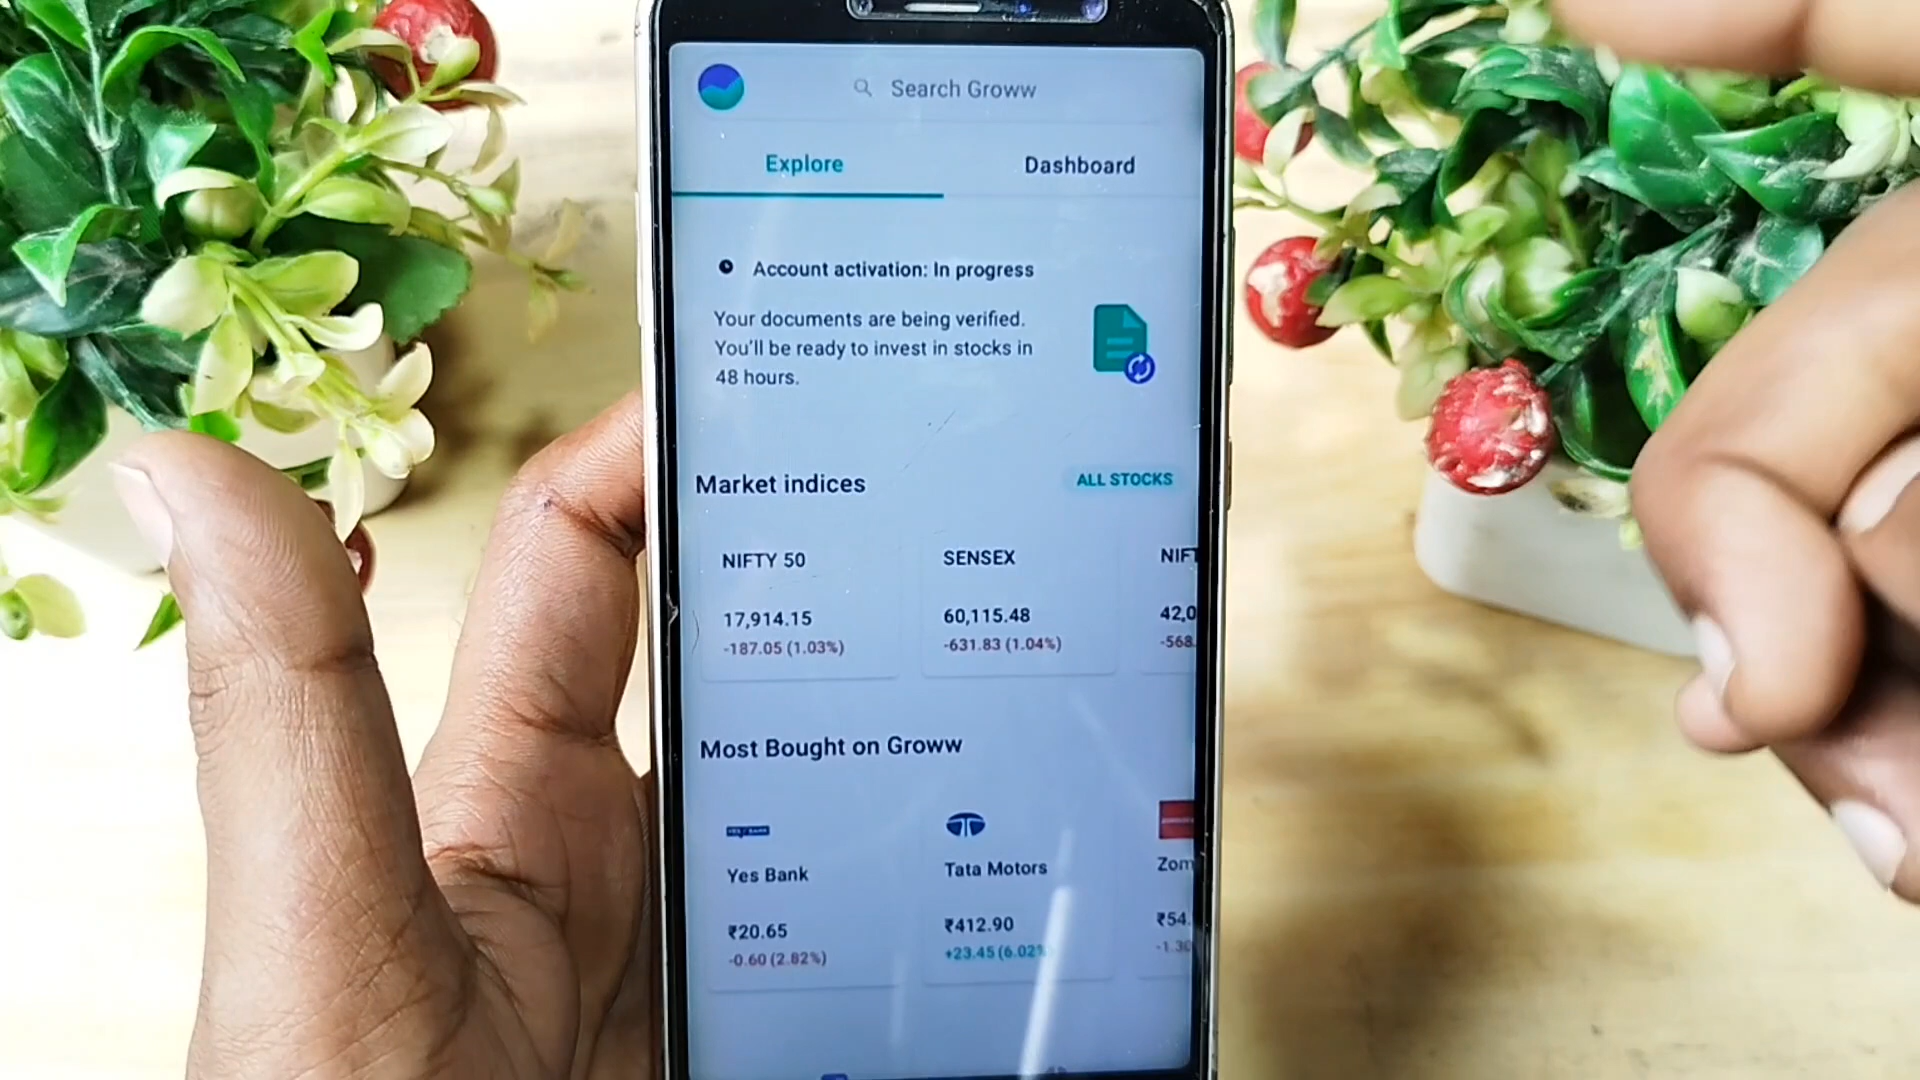 Search Groww
Explore
Dashboard
Account activation: In progress
Your documents are being verified.
You'll be ready to invest in stocks in
48 hours.
Market indices
ALL STOCKS
NIFTY 50
SENSEX
NIFT
17,914.15
60,115.48
42,0
-187.05 (1.03%)
-631.83 (1.04%)
-568.
Most Bought on Groww
YES BANK
Yes Bank
Tata Motors
Zom
₹20.65
₹412.90
₹54.
-0.60 (2.82%)
+23.45 (6.02%
-1.30